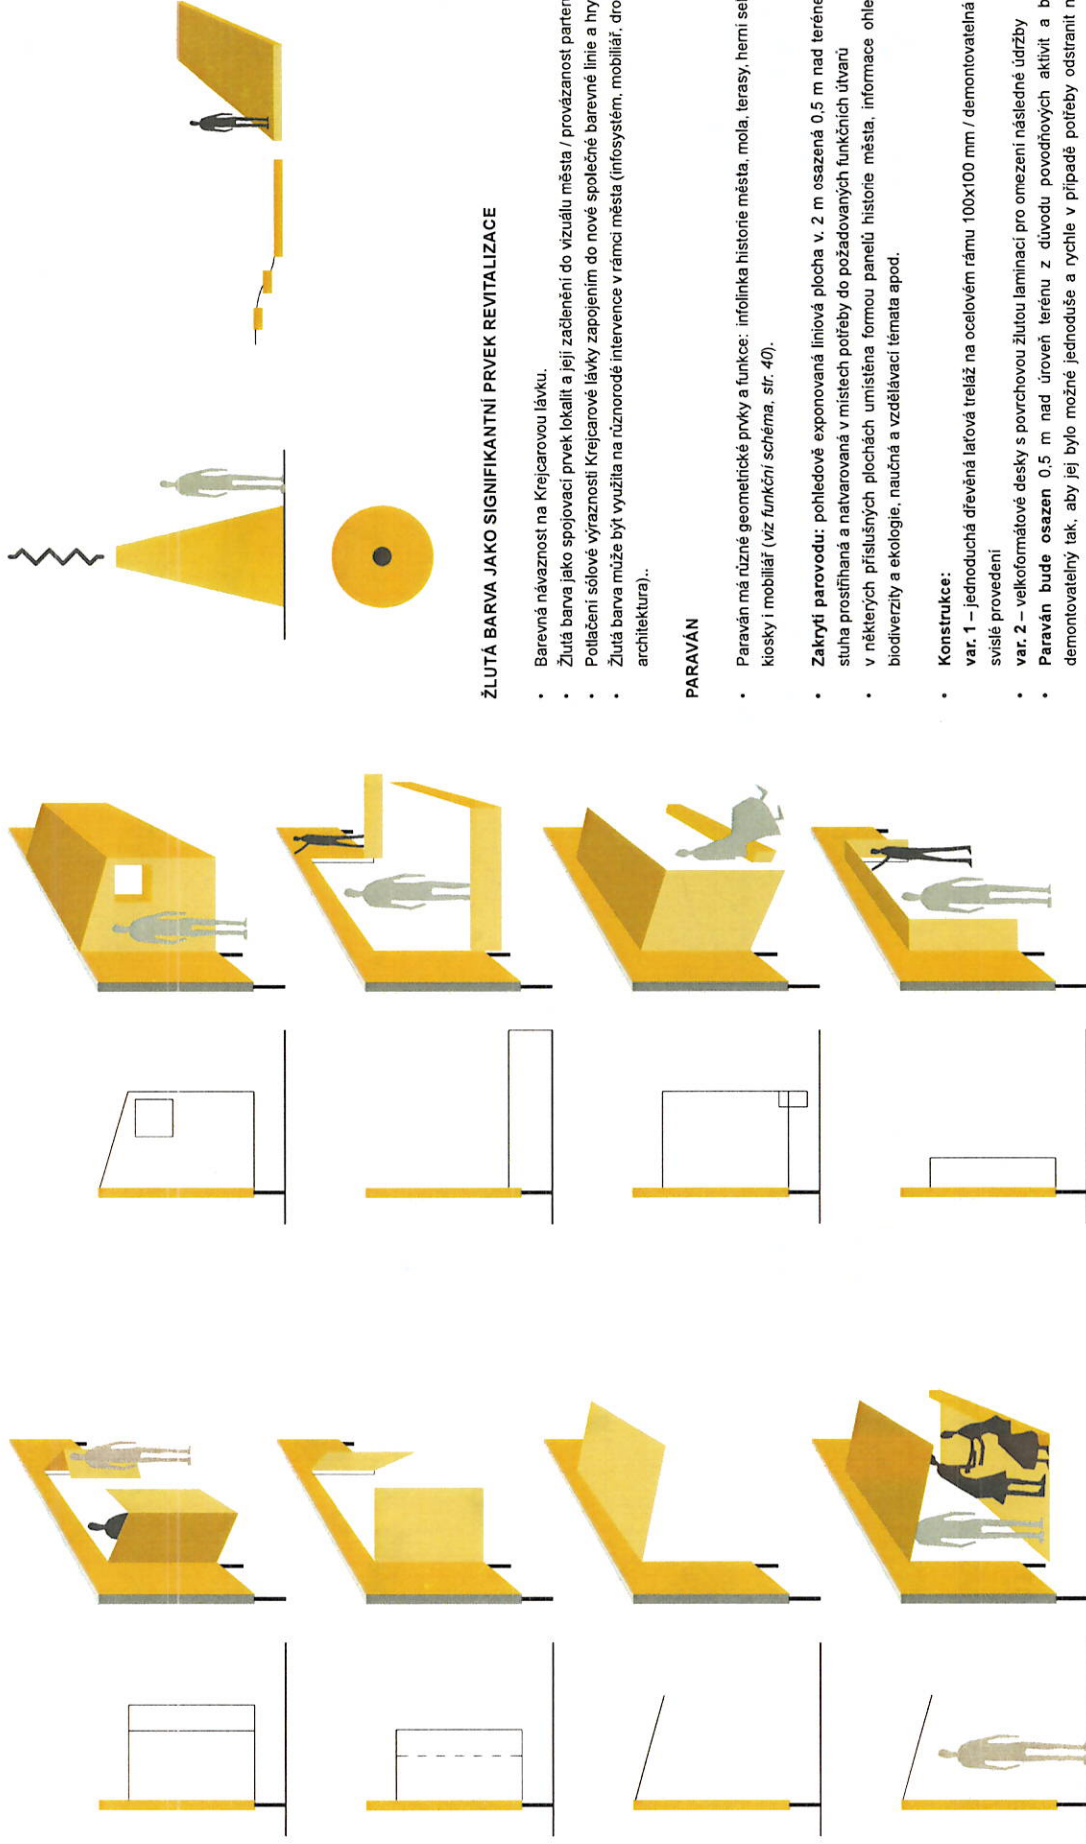 ŽLUTÁ BARVA JAKO SIGNIFIKANTNÍ PRVEK REVITALIZACE
• Barevná návaznost na Krejcarovou lávku.
• Žlutá barva jako spojovací prvek lokalit a její začlenění do vizuálu města / provázanost
• Potlačení sólové výraznosti Krejcarové lávky zapojením do nové společné barevné linie a hry
• Žlutá barva může být využita na různorodé intervence v rámci města (infosystém, mobiliář,
architektura)..
PARAVÁN
• Paraván má různé geometrické prvky a funkce: infolinka historie města, mola, terasy, herní
kiosky i mobiliář (viz funkční schéma, str. 40).
• Zakrytí parovodu: pohledově exponovaná liniová plocha v. 2 m osazená 0,5 m nad
stuha prostříhaná a natvarovaná v místech potřeby do požadovaných funkčních útvarů
• v některých příslušných plochách umístěna formou panelů historie města, informace
biodiverzity a ekologie, naučná a vzdělávací témata apod.
• Konstrukce:
var. 1 – jednoduchá dřevěná laťová treláž na ocelovém rámu 100x100 mm / demontovatelná
svislé provedení
• var. 2 – velkoformátové desky s povrchovou žlutou laminací pro omezení následné údržby
• Paraván bude osazen 0,5 m nad úroveň terénu z důvodu povodňových aktivit a
demontovatelný tak, aby jej bylo možné jednoduše a rychle v případě potřeby odstranit